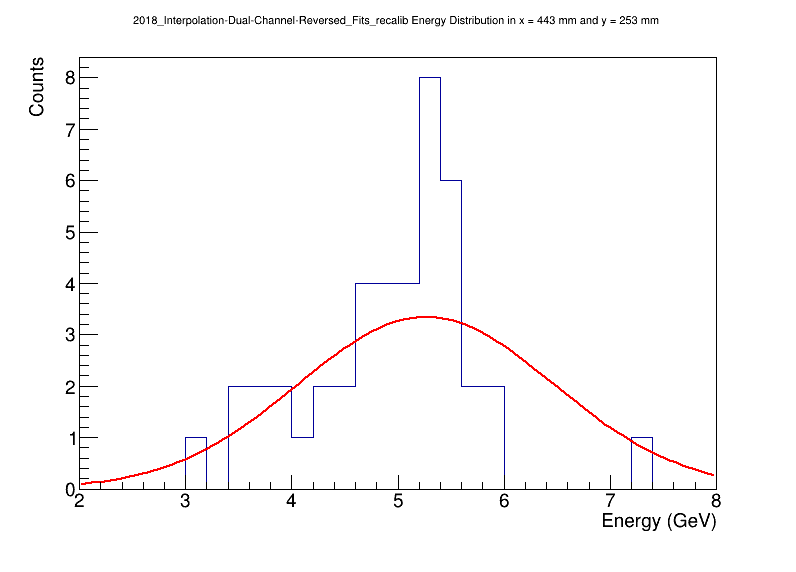 2018_Interpolation-Dual-Channel-Reversed_Fits_recalib Energy Distribution in x = 443 mm and y = 253 mm
Counts
8
7
6
5
4
3
2
1
0
2 3 4 5 6 7 8
Energy (GeV)